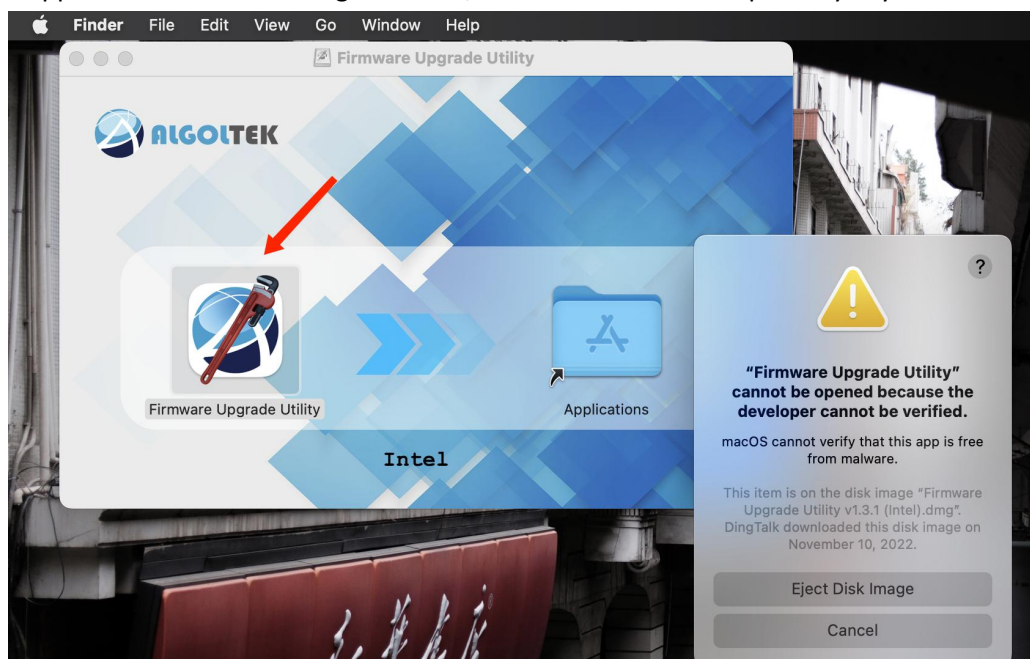 Finder File Edit View Go Window Help
Firmware Upgrade Utility
ALGOLTEK
Firmware Upgrade Utility
Applications
Intel
?
“Firmware Upgrade Utility”
cannot be opened because the
developer cannot be verified.
macOS cannot verify that this app is free
from malware.
This item is on the disk image “Firmware
Upgrade Utility v1.3.1 (Intel).dmg”.
DingTalk downloaded this disk image on
November 10, 2022.
Eject Disk Image
Cancel